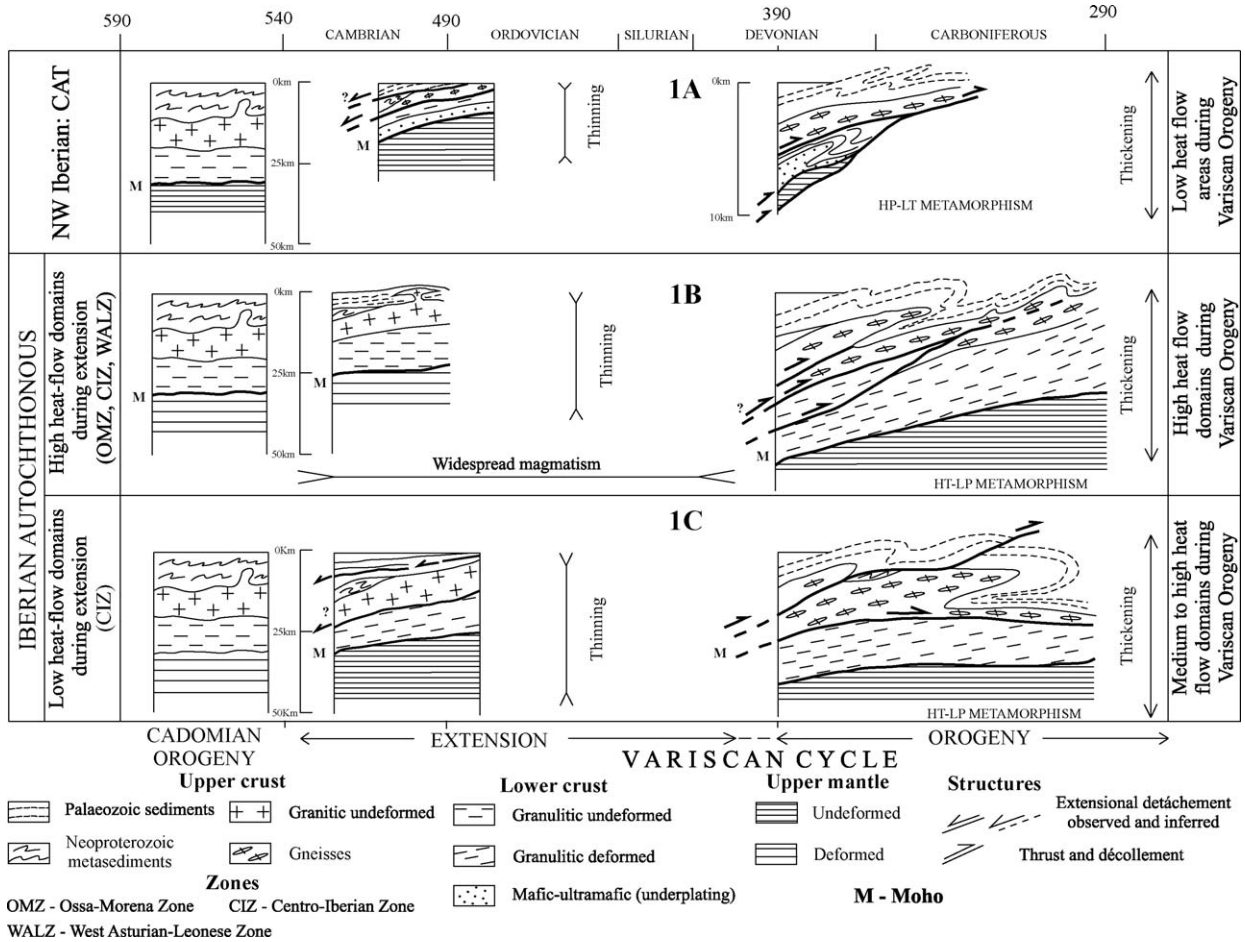 590
540
490
390
290
CAMBRIAN
ORDOVICIAN
SILURIAN
DEVONIAN
CARBONIFEROUS
NW Iberian: CAT
0km
25km
50km
M
?
M
Thinning
1A
0km
10km
HP-LT METAMORPHISM
Thickening
Low heat flow
areas during
Variscan Orogeny
IBERIAN AUTOCHTHONOUS
High heat-flow domains
during extension
(OMZ, CIZ, WALZ)
0km
25km
50km
M
M
Thinning
1B
?
M
Widespread magmatism
HT-LP METAMORPHISM
Thickening
High heat flow
domains during
Variscan Orogeny
Low heat-flow domains
during extension
(CIZ)
0Km
25km
50Km
?
M
Thinning
1C
M
HT-LP METAMORPHISM
Thickening
Medium to high heat
flow domains during
Variscan Orogeny
CADOMIAN
OROGENY
EXTENSION
OROGENY
VARISCAN CYCLE
Upper crust
Palaeozoic sediments
Granitic undeformed
Neoproterozoic
metasediments
Gneisses
Lower crust
Granulitic undeformed
Granulitic deformed
Mafic-ultramafic (underplating)
Upper mantle
Undeformed
Deformed
Structures
Extensional detáchement
observed and inferred
Thrust and décollement
Zones
OMZ - Ossa-Morena Zone
CIZ - Centro-Iberian Zone
WALZ - West Asturian-Leonese Zone
M - Moho